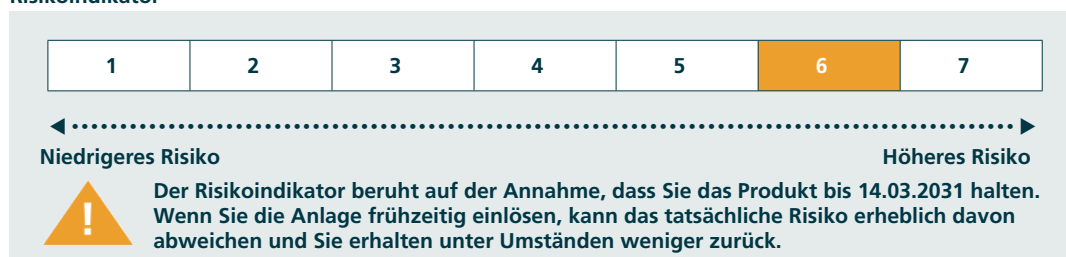 Risikoindikator
1 2 3 4 5 6 7
Niedrigeres Risiko Höheres Risiko
! Der Risikoindikator beruht auf der Annahme, dass Sie das Produkt bis 14.03.2031 halten.
Wenn Sie die Anlage frühzeitig einlösen, kann das tatsächliche Risiko erheblich davon
abweichen und Sie erhalten unter Umständen weniger zurück.